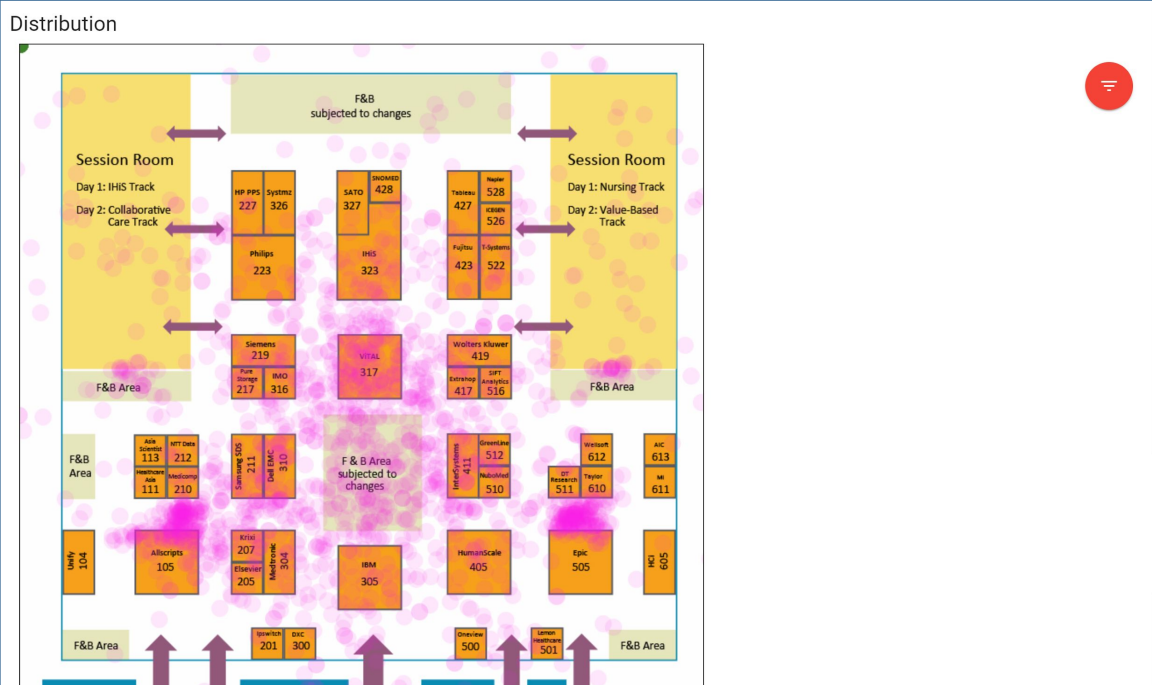 Distribution
F&B
subjected to changes
Session Room
Day 1: IHiS Track
Day 2: Collaborative
Care Track
Session Room
Day 1: Nursing Track
Day 2: Value-Based
Track
HP PPS
227
Systmz
326
SATO
327
SNOMED
428
Tableau
427
Napier
528
ICEGEN
526
Philips
223
IHiS
323
Fujitsu
423
T-Systems
522
Siemens
219
VITAL
317
Wolters Kluwer
419
Pure
Storage
217
IMO
316
Extrahop
417
SIFT
Analytics
516
F&B Area
F&B Area
F&B
Area
Asia
Scientist
113
NTT Data
212
Healthcare
Asia
111
Medicomp
210
Samsung SDS
211
Dell EMC
310
F & B Area
subjected to
changes
InterSystems
411
GreenLine
512
NuboMed
510
Wellsoft
612
DT
Research
511
Taylor
610
AIC
613
MI
611
Unify
104
Allscripts
105
Krixi
207
Elsevier
205
Medtronic
304
IBM
305
HumanScale
405
Epic
505
HCI
605
F&B Area
Ipswitch
201
DXC
300
Oneview
500
Lemon
Healthcare
501
F&B Area